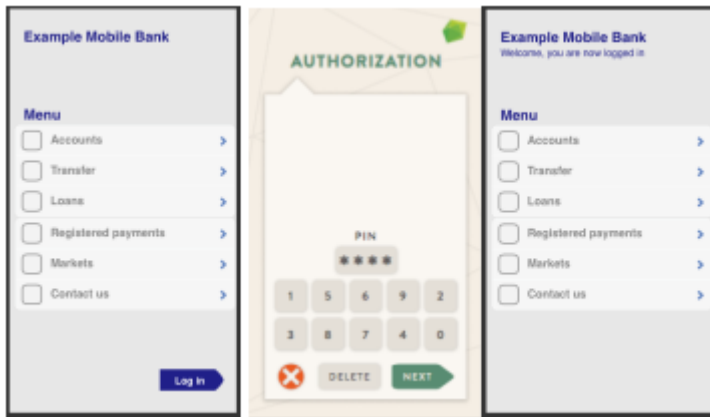 Example Mobile Bank
Menu
Accounts
Transfer
Loans
Registered payments
Markets
Contact us
Log in
AUTHORIZATION
PIN
****
1 5 6 9 2
3 8 7 4 0
DELETE NEXT
Example Mobile Bank
Welcome, you are now logged in
Menu
Accounts
Transfer
Loans
Registered payments
Markets
Contact us